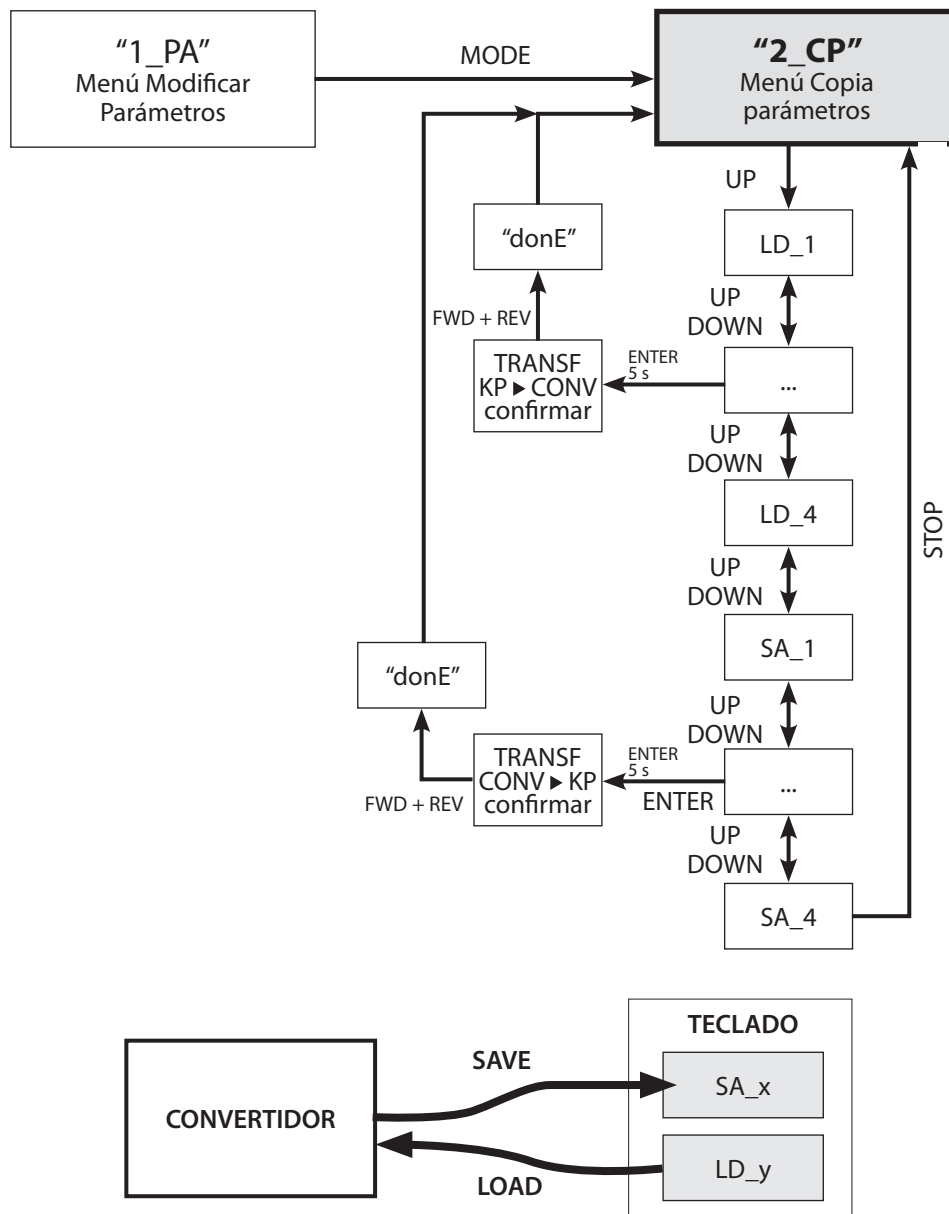 “1_PA”
Menú Modificar
Parámetros
MODE
“2_CP”
Menú Copia
parámetros
UP
“donE”
LD_1
UP
DOWN
FWD + REV
TRANSF
KP ▶ CONV
confirmar
ENTER
5 s
...
UP
DOWN
LD_4
STOP
UP
DOWN
SA_1
“donE”
UP
DOWN
TRANSF
CONV ▶ KP
confirmar
ENTER
5 s
ENTER
...
FWD + REV
UP
DOWN
SA_4
TECLADO
SAVE
SA_x
CONVERTIDOR
LOAD
LD_y